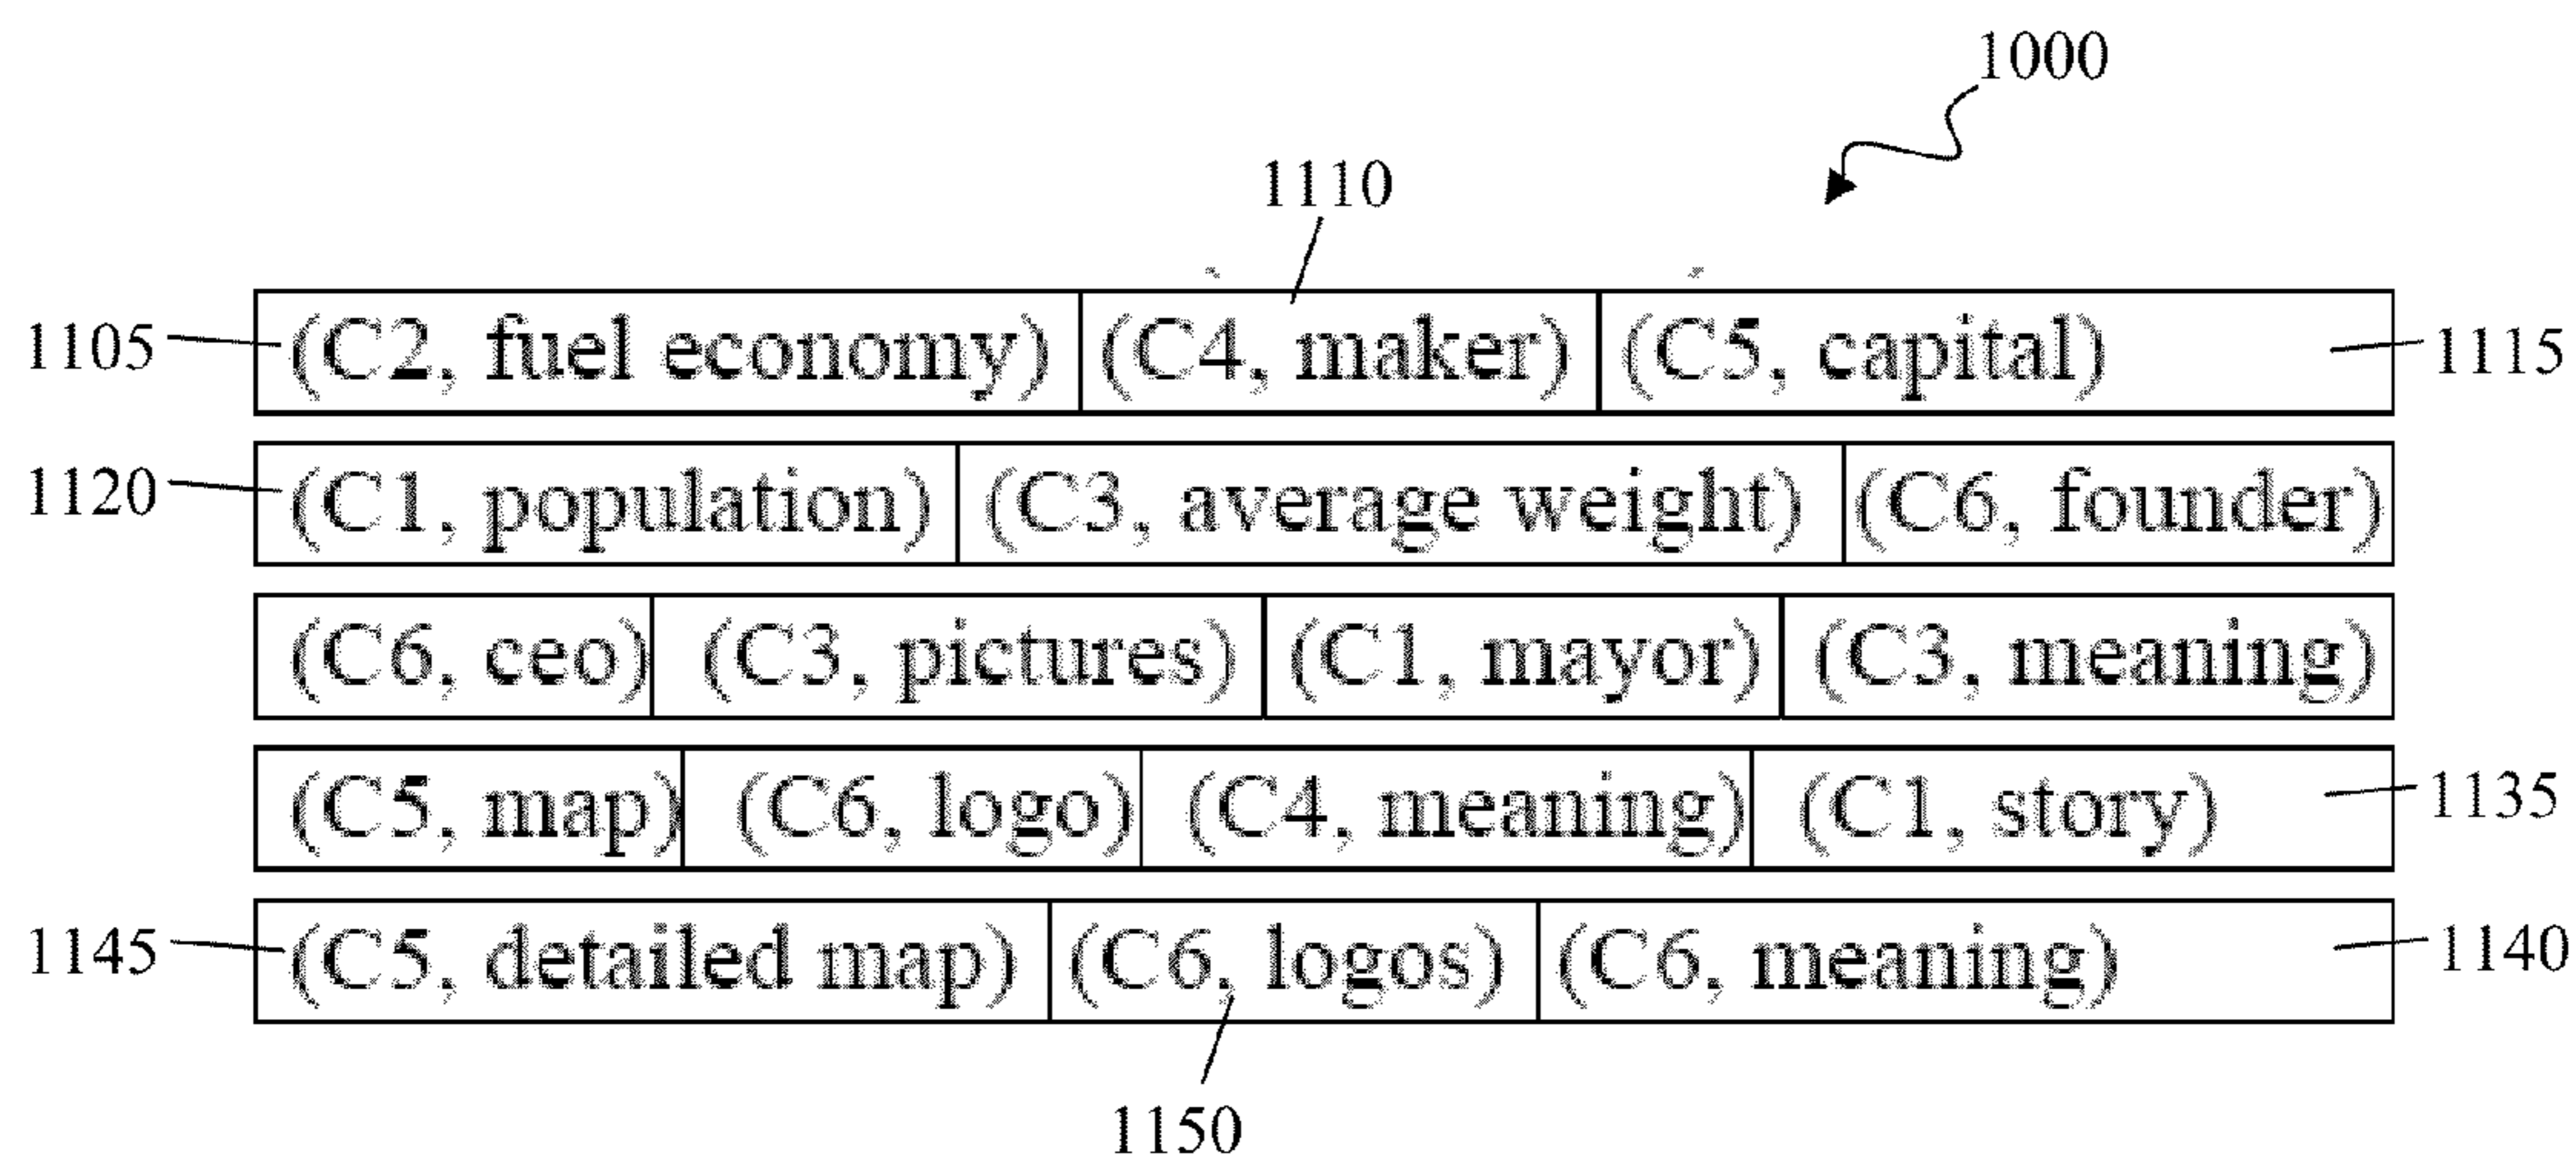 1000
1110
1105 (C2, fuel economy) (C4, maker) (C5, capital) 1115
1120 (C1, population) (C3, average weight) (C6, founder)
(C6, ceo) (C3, pictures) (C1, mayor) (C3, meaning)
(C5, map) (C6, logo) (C4, meaning) (C1, story) 1135
1145 (C5, detailed map) (C6, logos) (C6, meaning) 1140
1150